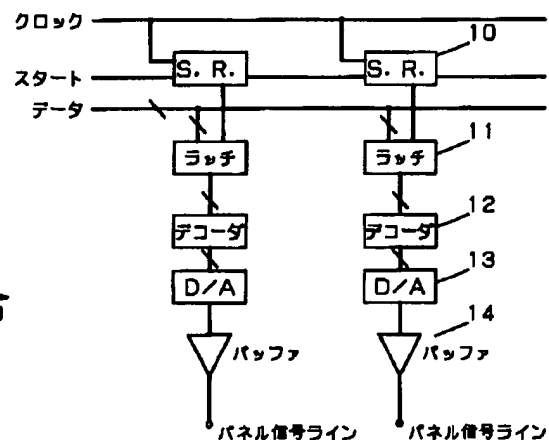 クロック
10
S. R.
S. R.
スタート
データ
11
ラッチ
ラッチ
12
デコーダ
デコーダ
13
D/A
D/A
14
バッファ
バッファ
パネル信号ライン
パネル信号ライン